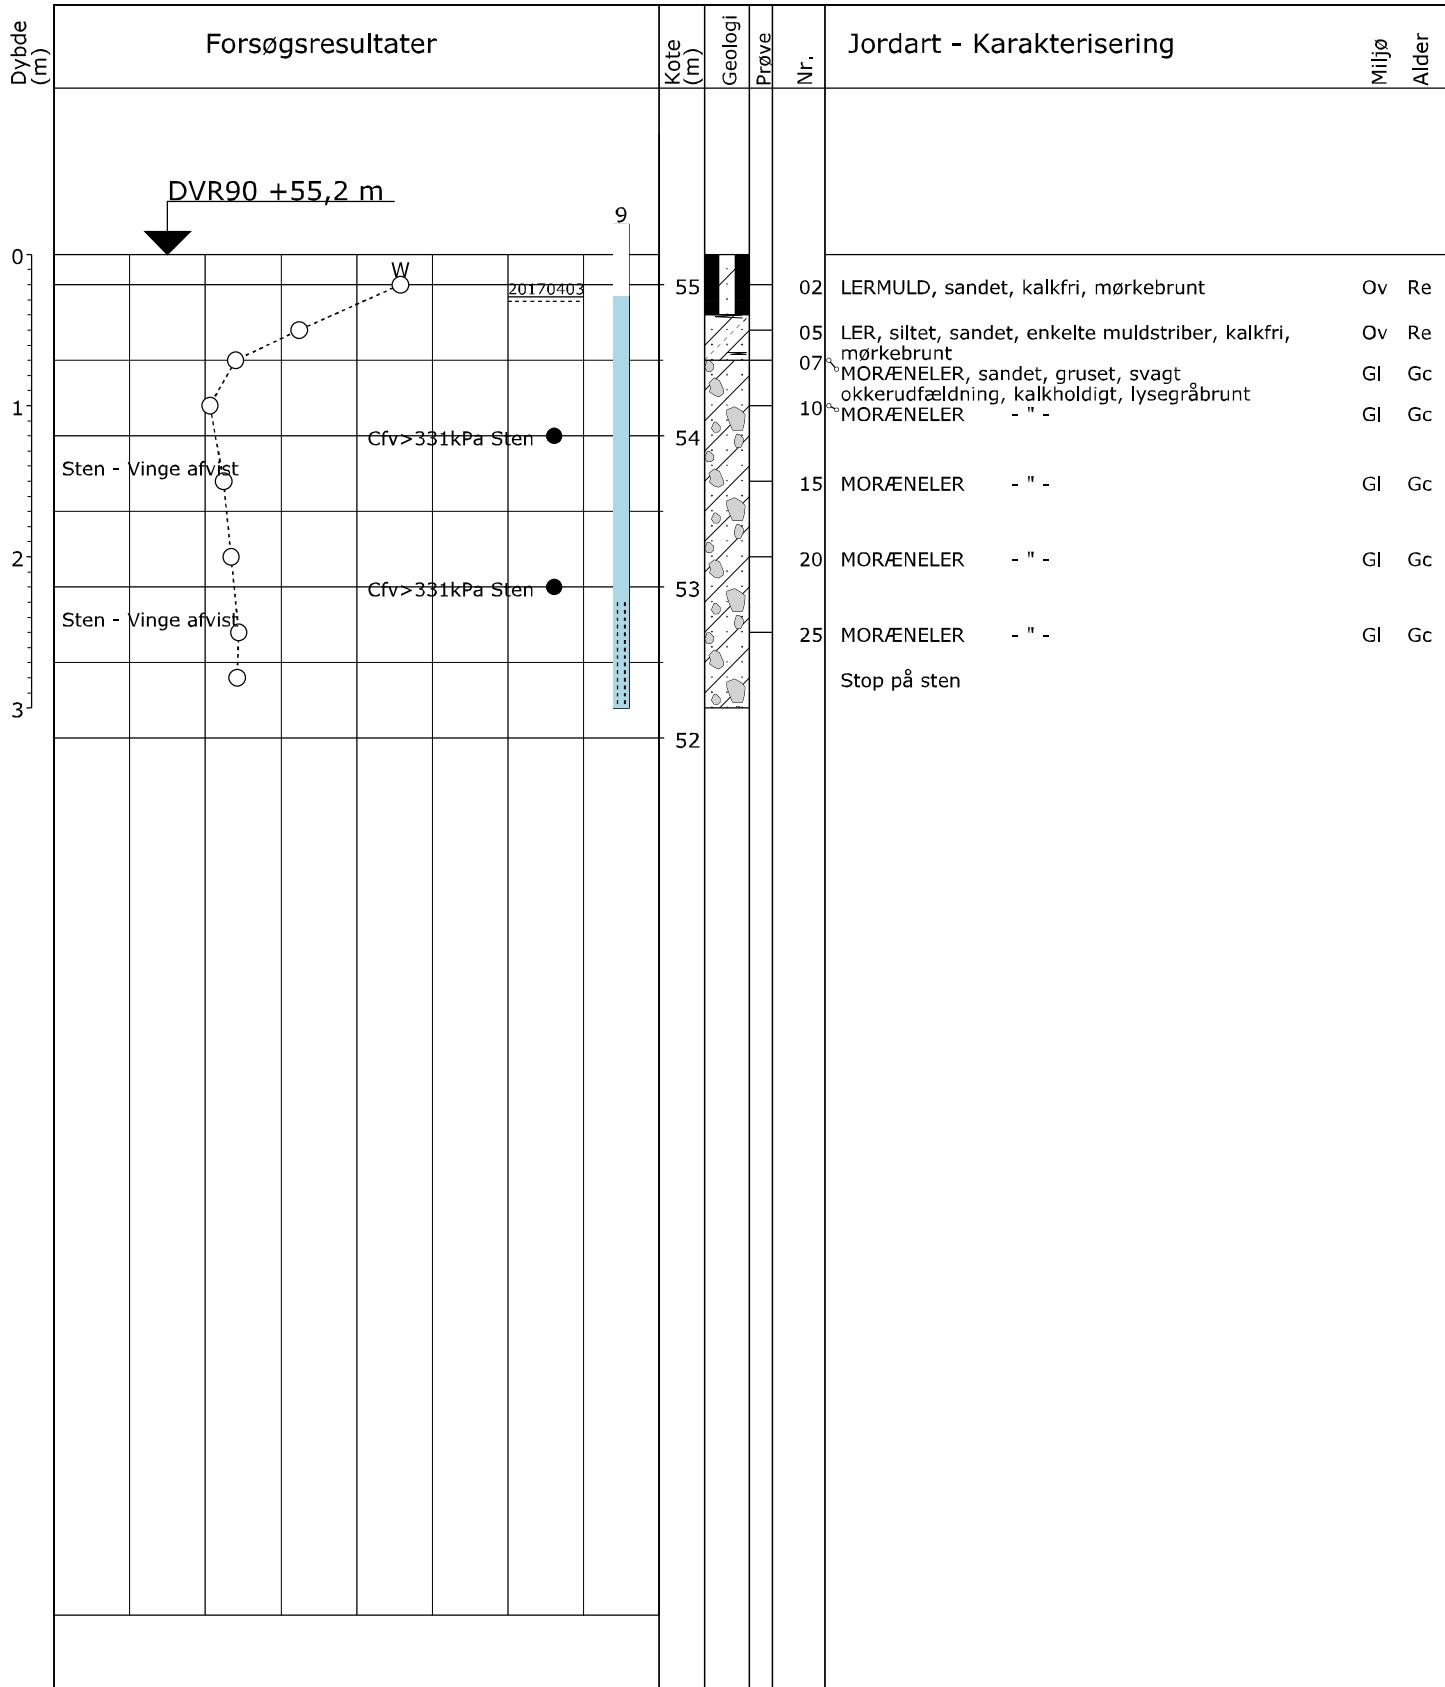 Dybde
(m)
Forsøgsresultater
Kote
(m)
Geologi
Prøve
Nr.
Jordart - Karakterisering
Miljø
Alder
DVR90 +55,2 m
9
0
W
20170403
55
02 LERMULD, sandet, kalkfri, mørkebrunt Ov Re
05 LER, siltet, sandet, enkelte muldstriber, kalkfri, Ov Re
mørkebrunt
07 MORÆNELER, sandet, gruset, svagt Gl Gc
okkerudfældning, kalkholdigt, lysegråbrunt
1
10 MORÆNELER - " - Gl Gc
Cfv>331kPa Sten
54
Sten - Vinge afvist
15 MORÆNELER - " - Gl Gc
2
20 MORÆNELER - " - Gl Gc
Cfv>331kPa Sten
53
Sten - Vinge afvist
25 MORÆNELER - " - Gl Gc
Stop på sten
3
52